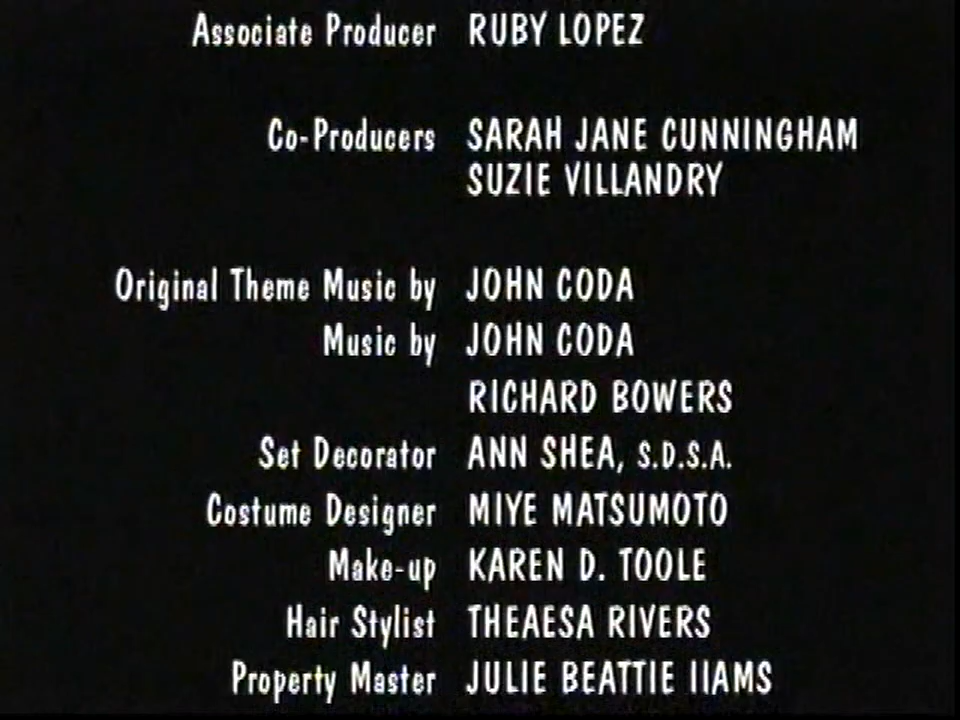 Associate Producer RUBY LOPEZ
Co-Producers SARAH JANE CUNNINGHAM
SUZIE VILLANDRY
Original Theme Music by JOHN CODA
Music by JOHN CODA
RICHARD BOWERS
Set Decorator ANN SHEA, S.D.S.A.
Costume Designer MIYE MATSUMOTO
Make-up KAREN D. TOOLE
Hair Stylist THEAESA RIVERS
Property Master JULIE BEATTIE IIAMS